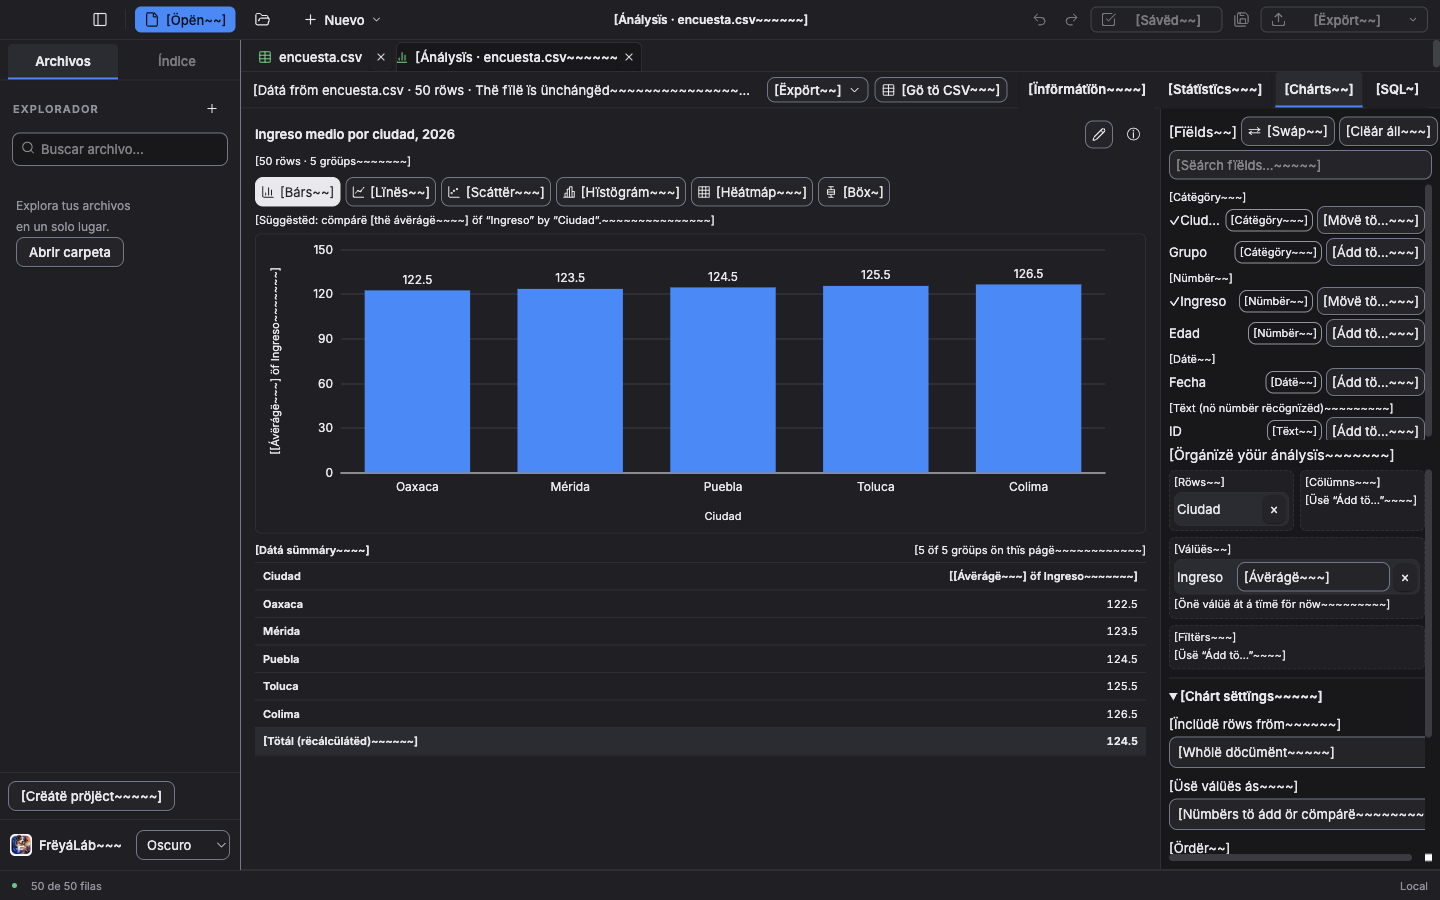 [Öpën~~]
Nuevo
[Ánálysïs · encuesta.csv~~~~~~]
[Sávëd~~]
[Ëxpört~~]
Archivos
Índice
encuesta.csv ×
[Ánálysïs · encuesta.csv~~~~~~ ×
EXPLORADOR +
Buscar archivo...
Explora tus archivos
en un solo lugar.
Abrir carpeta
[Dátá fröm encuesta.csv · 50 röws · Thë fïlë ïs ünchángëd~~~~~~~~~~~~~~~...
[Ëxpört~~]
[Gö tö CSV~~~]
[Ïnförmátïön~~~~]
[Státïstïcs~~~]
[Chárts~~]
[SQL~]
Ingreso medio por ciudad, 2026
[50 röws · 5 gröüps~~~~~~~]
[Bárs~~]
[Lïnës~~]
[Scáttër~~~]
[Hïstögrám~~~]
[Hëátmáp~~~]
[Böx~]
[Süggëstëd: cömpárë [thë ávërágë~~~~] öf “Ingreso” by “Ciudad”.~~~~~~~~~~~~~~~]
150
120
90
60
30
0
[[Ávërágë~~~] öf Ingreso~~~~~~~]
122.5
123.5
124.5
125.5
126.5
Oaxaca
Mérida
Puebla
Toluca
Colima
Ciudad
[Dátá sümmáry~~~~]
[5 öf 5 gröüps ön thïs págë~~~~~~~~~~~~]
Ciudad [[Ávërágë~~~] öf Ingreso~~~~~~~]
Oaxaca 122.5
Mérida 123.5
Puebla 124.5
Toluca 125.5
Colima 126.5
[Tötál (rëcálcülátëd)~~~~~~] 124.5
[Fïëlds~~]
[Swáp~~]
[Clëár áll~~~]
[Sëárch fïëlds...~~~~~]
[Cátëgöry~~~]
✓Ciud... [Cátëgöry~~~] [Mövë tö...~~~]
Grupo [Cátëgöry~~~] [Ádd tö...~~~]
[Nümbër~~]
✓Ingreso [Nümbër~~] [Mövë tö...~~~]
Edad [Nümbër~~] [Ádd tö...~~~]
[Dátë~~]
Fecha [Dátë~~] [Ádd tö...~~~]
[Tëxt (nö nümbër rëcögnïzëd)~~~~~~~~~]
ID [Tëxt~~] [Ádd tö...~~~]
[Örgánïzë yöür ánálysïs~~~~~~~]
[Röws~~]
Ciudad ×
[Cölümns~~~]
[Üsë “Ádd tö...”~~~~]
[Válüës~~]
Ingreso [Ávërágë~~~] ×
[Önë válüë át á tïmë för nöw~~~~~~~~~]
[Fïltërs~~~]
[Üsë “Ádd tö...”~~~~]
▼[Chárt sëttïngs~~~~~]
[Ïnclüdë röws fröm~~~~~~]
[Whölë döcümënt~~~~~]
[Üsë válüës ás~~~~]
[Nümbërs tö ádd ör cömpárë~~~~~~~~
[Ördër~~]
[Crëátë pröjëct~~~~~]
FrëyáLáb~~~
Oscuro
50 de 50 filas
Local